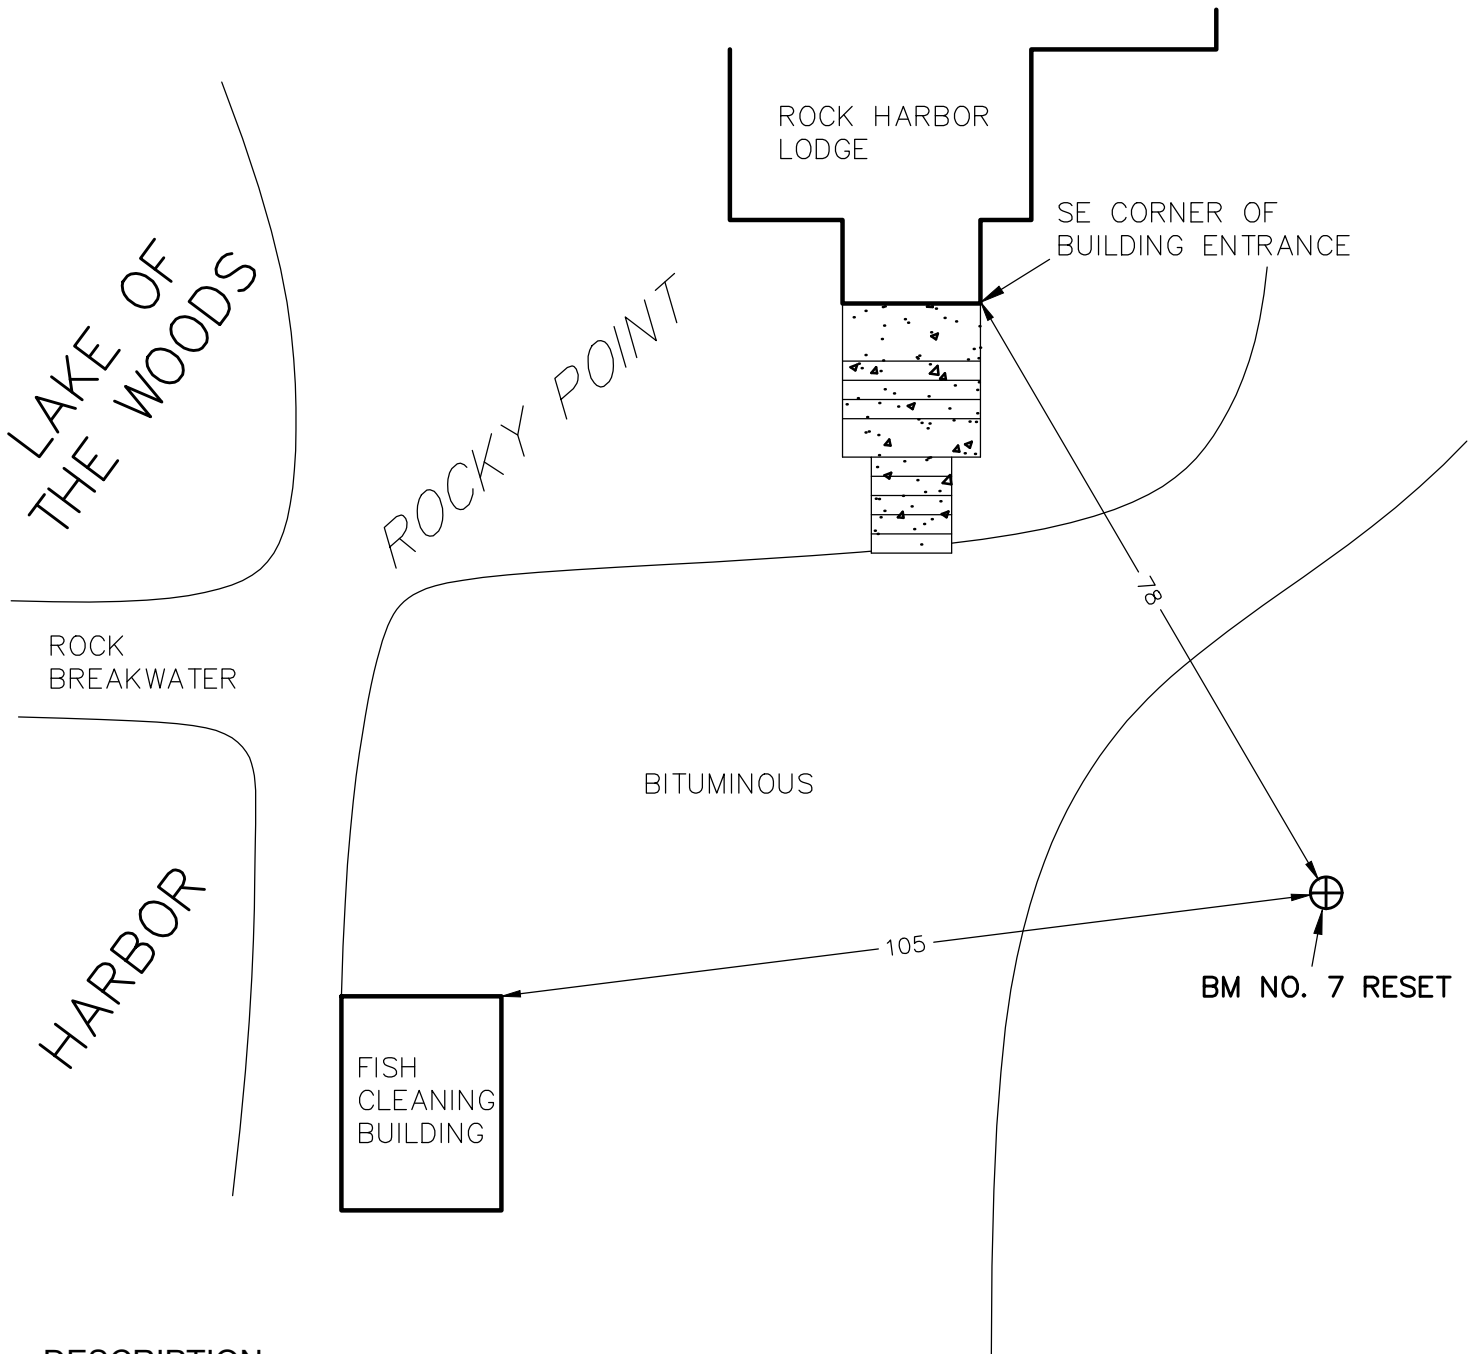 ROCK HARBOR
LODGE
SE CORNER OF
BUILDING ENTRANCE
LAKE OF
THE WOODS
ROCKY POINT
78
ROCK
BREAKWATER
BITUMINOUS
HARBOR
105
BM NO. 7 RESET
FISH
CLEANING
BUILDING
DESCRIPTION